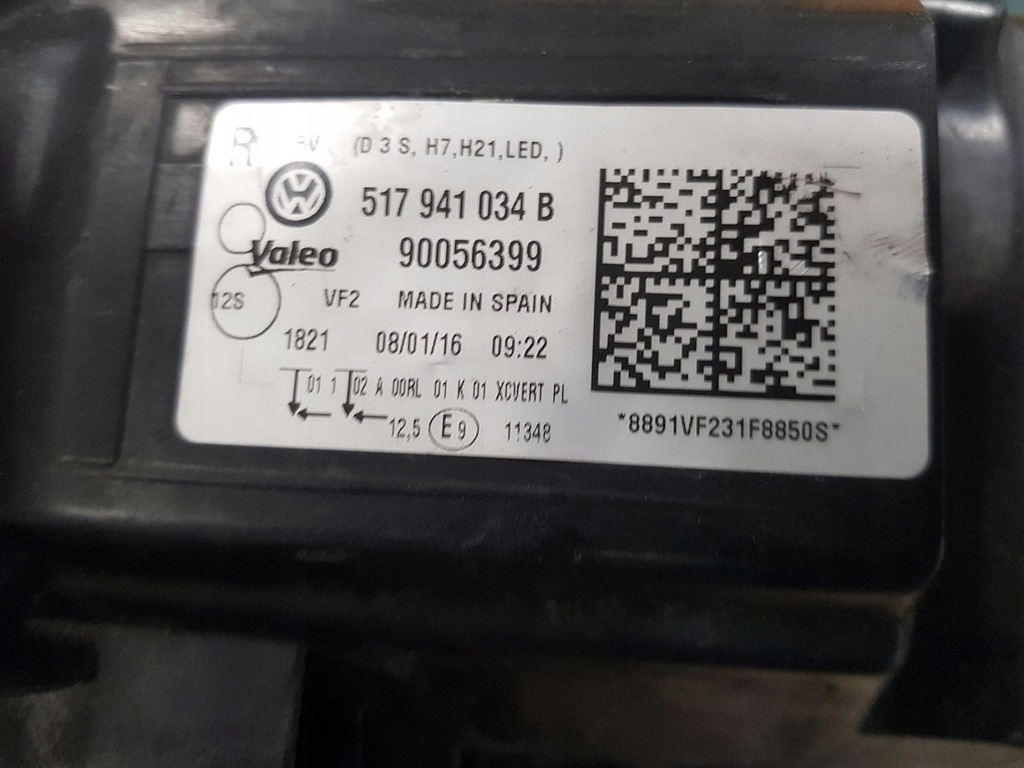 R (D 3 S, H7,H21,LED, )
517 941 034 B
Valeo 90056399
12S VF2 MADE IN SPAIN
1821 08/01/16 09:22
01 1 02 A 00RL 01 K 01 XCVERT PL
12,5 E9 11348
*8891VF231F8850S*